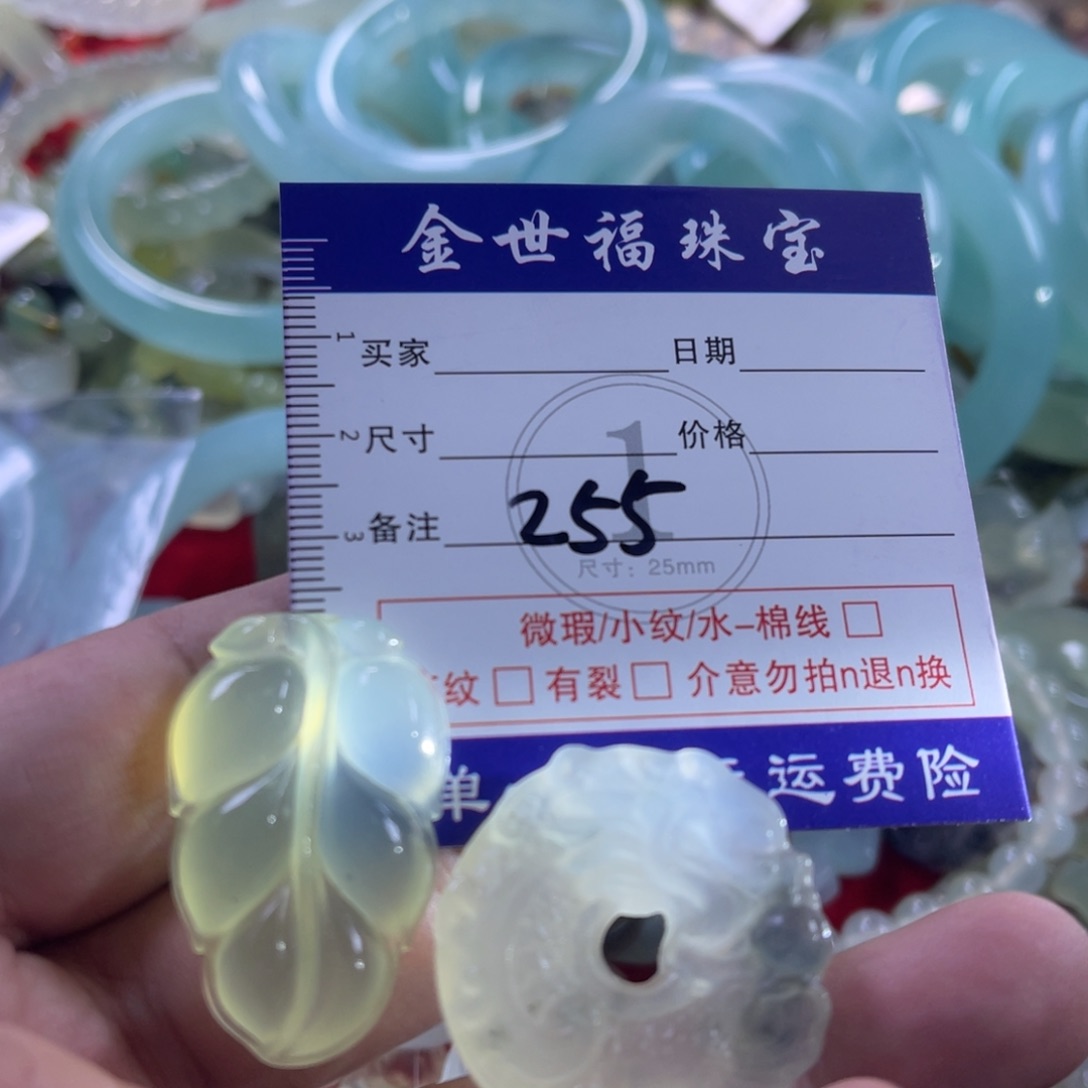 金世福珠宝
1 买家 日期
2 尺寸 价格
1
3 备注 255
尺寸：25mm
微瑕/小纹/水-棉线 □
纹 □ 有裂 □ 介意勿拍n退n换
单 运费险